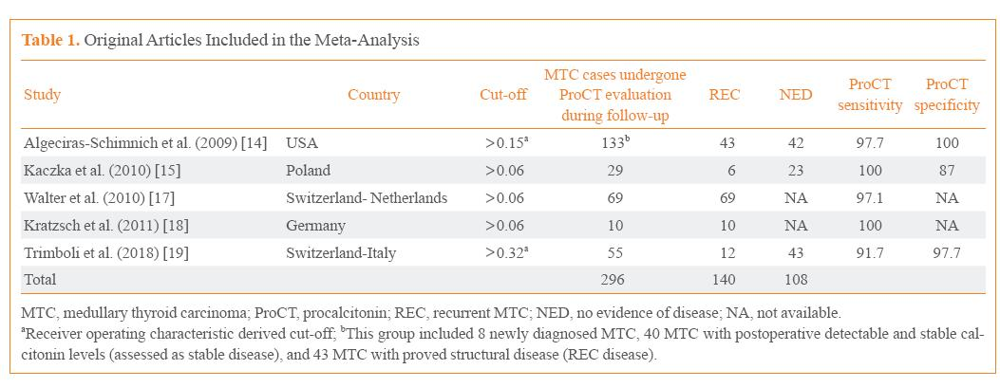 Table 1. Original Articles Included in the Meta-Analysis
Study Country Cut-off MTC cases undergone ProCT evaluation during follow-up REC NED ProCT sensitivity ProCT specificity
Algeciras-Schimnich et al. (2009) [14] USA >0.15ᵃ 133ᵇ 43 42 97.7 100
Kaczka et al. (2010) [15] Poland >0.06 29 6 23 100 87
Walter et al. (2010) [17] Switzerland- Netherlands >0.06 69 69 NA 97.1 NA
Kratzsch et al. (2011) [18] Germany >0.06 10 10 NA 100 NA
Trimboli et al. (2018) [19] Switzerland-Italy >0.32ᵃ 55 12 43 91.7 97.7
Total 296 140 108
MTC, medullary thyroid carcinoma; ProCT, procalcitonin; REC, recurrent MTC; NED, no evidence of disease; NA, not available.
ᵃReceiver operating characteristic derived cut-off; ᵇThis group included 8 newly diagnosed MTC, 40 MTC with postoperative detectable and stable cal-
citonin levels (assessed as stable disease), and 43 MTC with proved structural disease (REC disease).